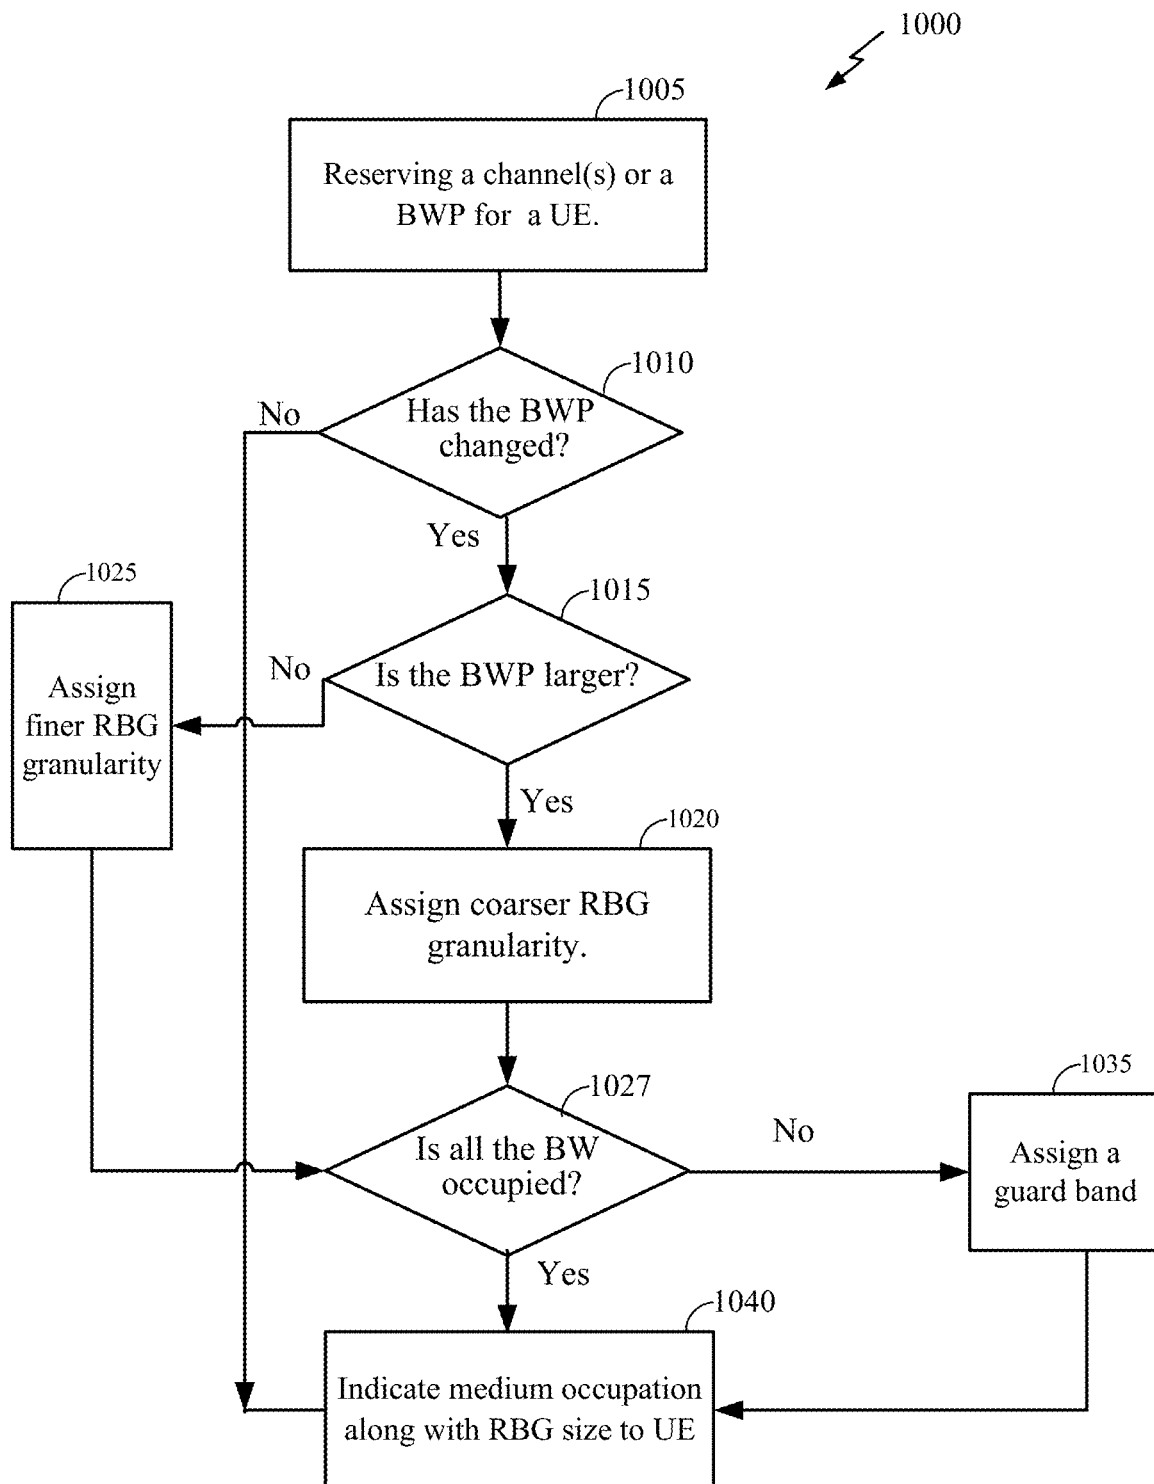 1000
1005
Reserving a channel(s) or a
BWP for a UE.
1010
Has the BWP
changed?
No
Yes
1025
Assign
finer RBG
granularity
1015
Is the BWP larger?
No
Yes
1020
Assign coarser RBG
granularity.
1027
Is all the BW
occupied?
No
Yes
1035
Assign a
guard band
1040
Indicate medium occupation
along with RBG size to UE